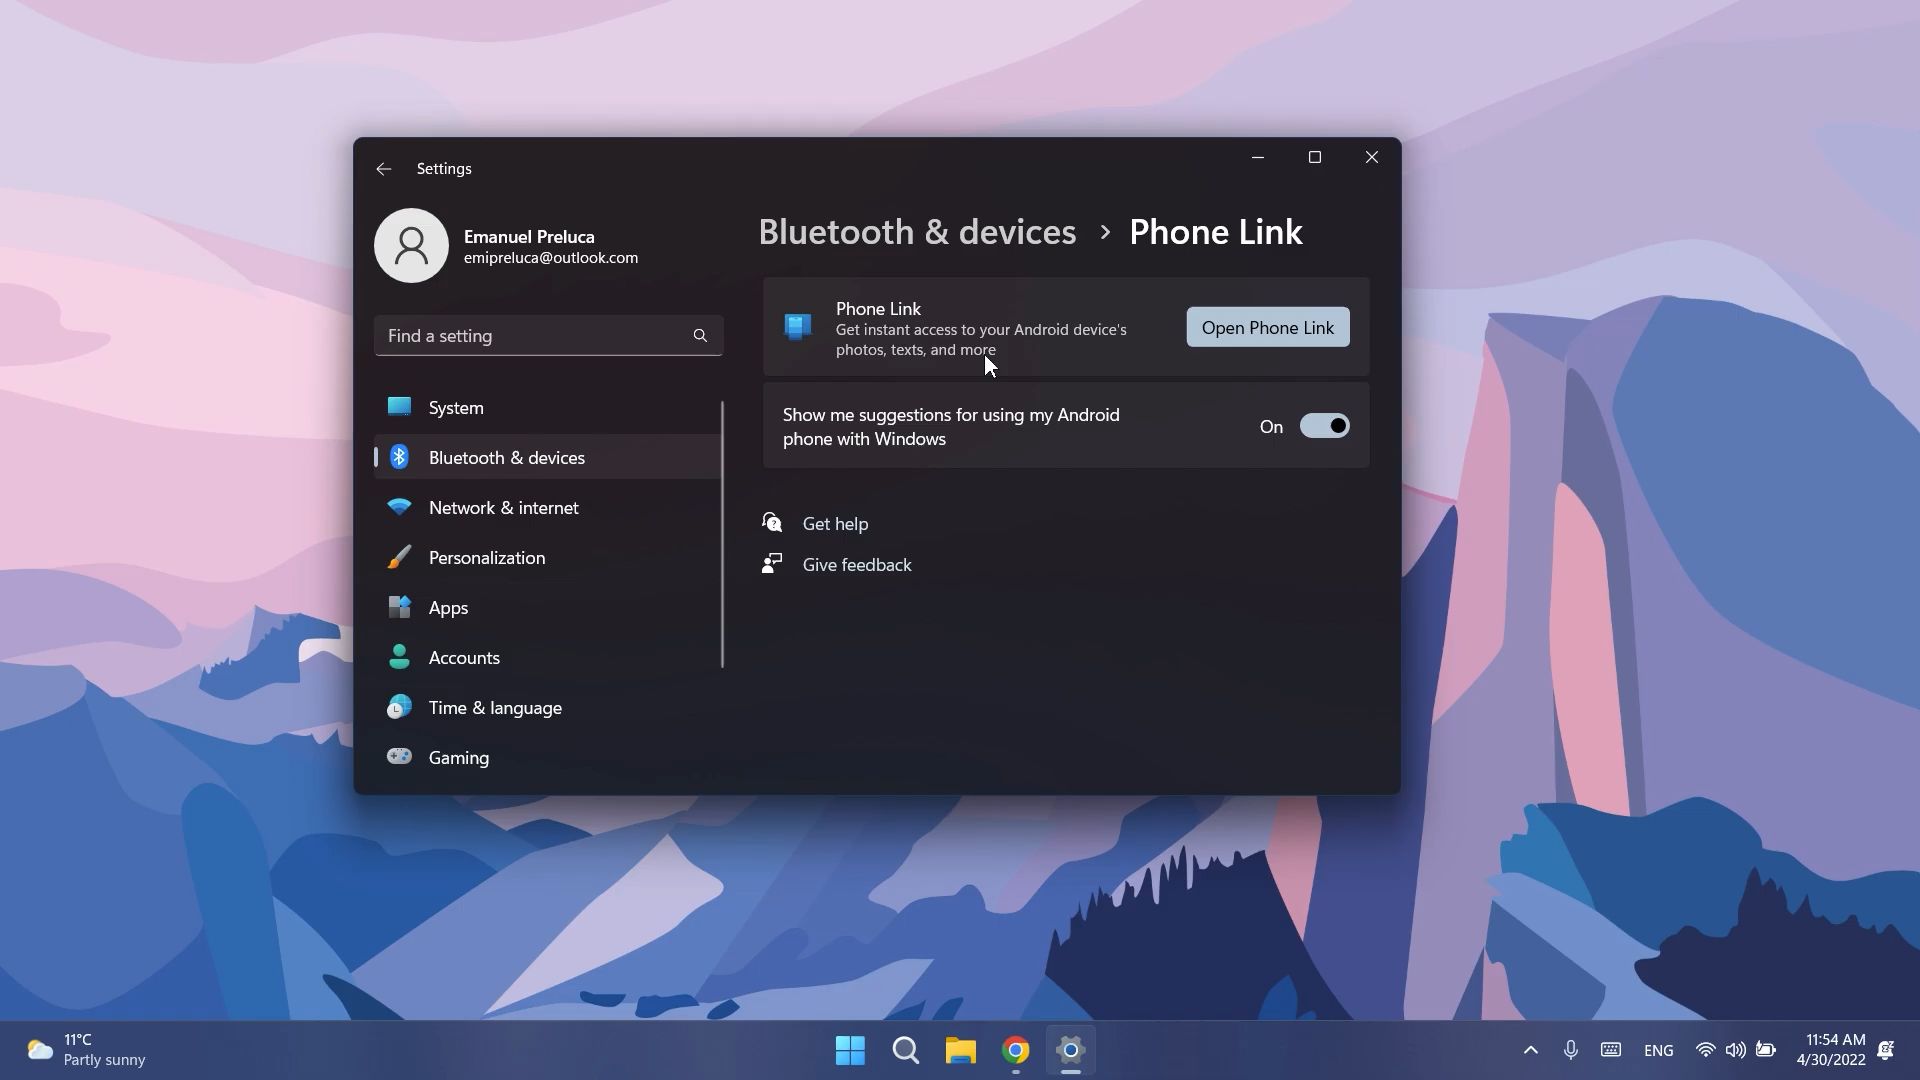 Settings
Emanuel Preluca
emipreluca@outlook.com
Find a setting
System
Bluetooth & devices
Network & internet
Personalization
Apps
Accounts
Time & language
Gaming
Bluetooth & devices › Phone Link
Phone Link
Get instant access to your Android device's
photos, texts, and more
Open Phone Link
Show me suggestions for using my Android
phone with Windows
On
Get help
Give feedback
11°C
Partly sunny
ENG
11:54 AM
4/30/2022